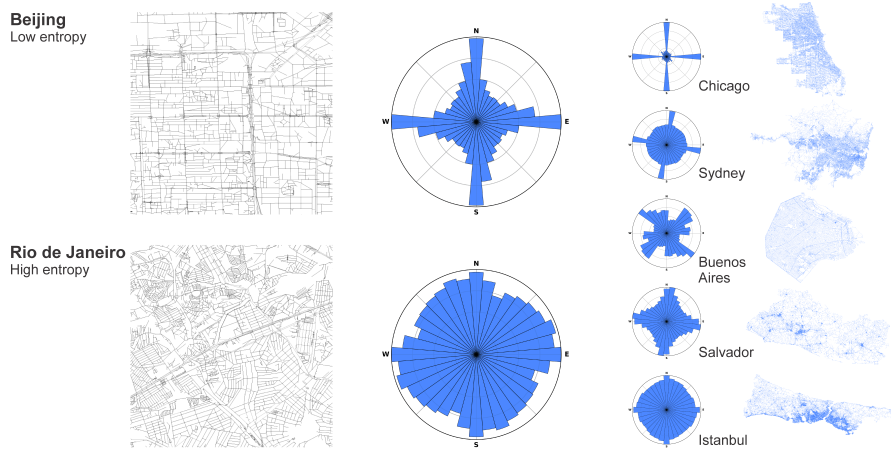 Beijing
Low entropy
N
W
E
S
Rio de Janeiro
High entropy
N
W
E
S
N
W
E
S
Chicago
N
W
E
S
Sydney
N
W
E
S
Buenos
Aires
N
W
E
S
Salvador
N
W
E
S
Istanbul